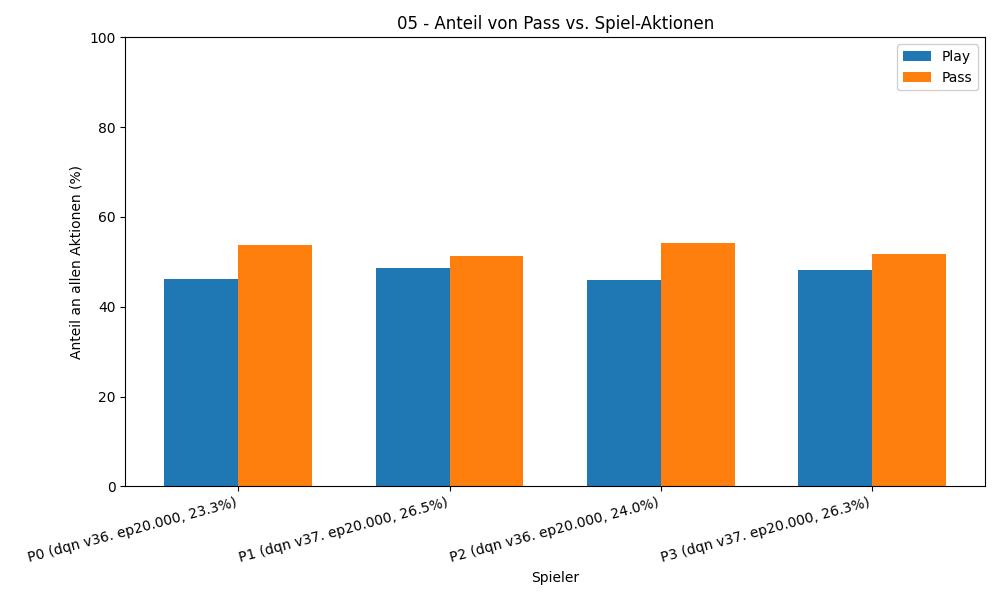 05 - Anteil von Pass vs. Spiel-Aktionen
Play
Pass
Anteil an allen Aktionen (%)
100
80
60
40
20
0
P0 (dqn v36. ep20.000, 23.3%)
P1 (dqn v37. ep20.000, 26.5%)
P2 (dqn v36. ep20.000, 24.0%)
P3 (dqn v37. ep20.000, 26.3%)
Spieler